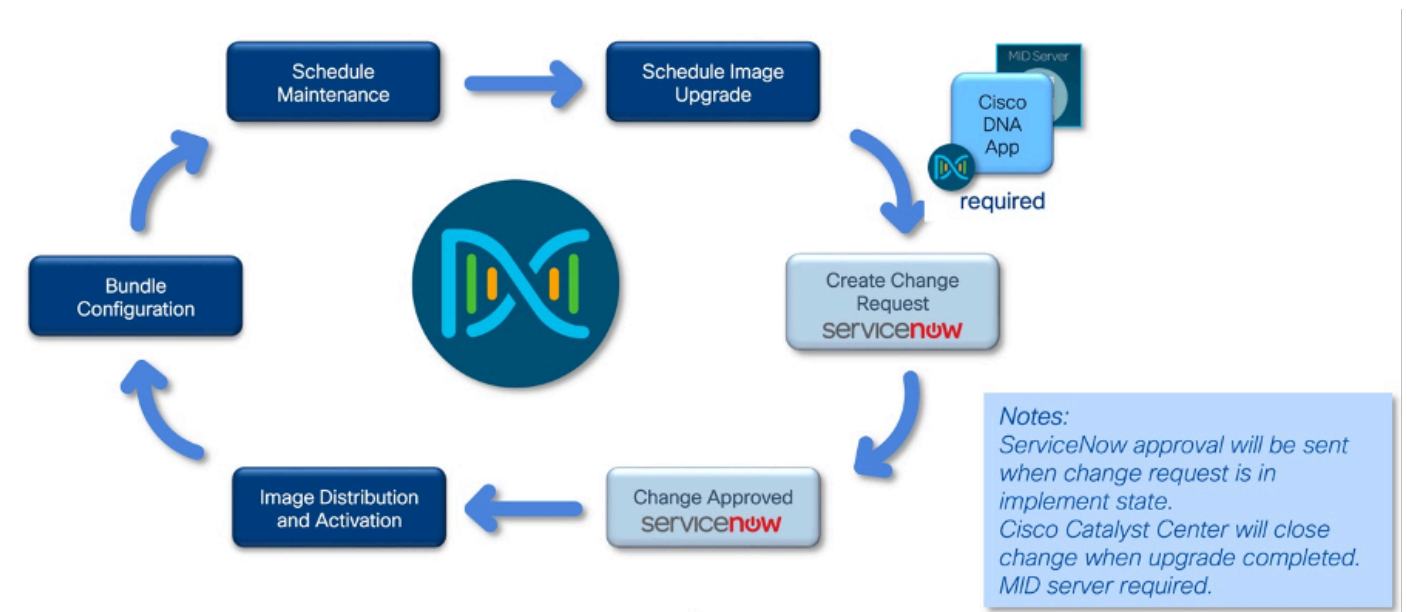 Schedule
Maintenance
Schedule Image
Upgrade
MID Server
Cisco
DNA
App
required
Bundle
Configuration
Create Change
Request
servicenow
Notes:
ServiceNow approval will be sent
when change request is in
implement state.
Cisco Catalyst Center will close
change when upgrade completed.
MID server required.
Image Distribution
and Activation
Change Approved
servicenow